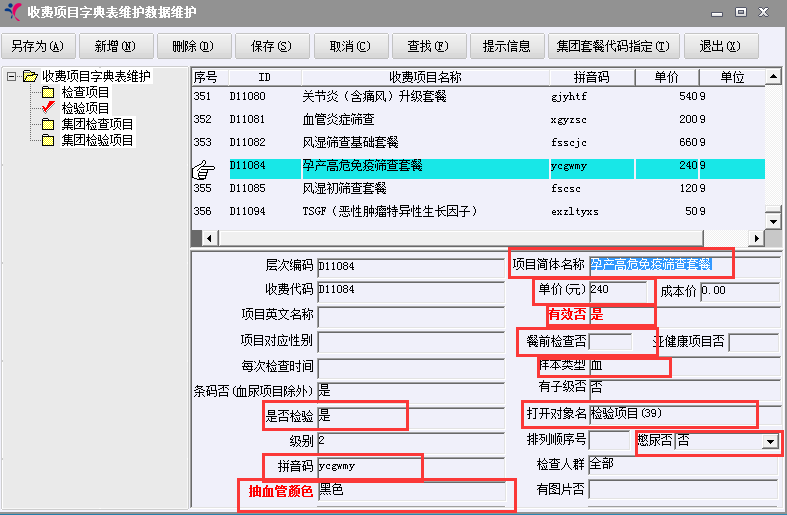 收费项目字典表维护数据维护
另存为(A) 新增(N) 删除(D) 保存(S) 取消(C) 查找(F) 提示信息 集团套餐代码指定(T) 退出(X)
收费项目字典表维护
检查项目
检验项目
集团检查项目
集团检验项目
序号 ID 收费项目名称 拼音码 单价 单位
351 D11080 关节炎（含痛风）升级套餐 gjyhtf 540 9
352 D11081 血管炎症筛查 xgyzsc 200 9
353 D11082 风湿筛查基础套餐 fsscjc 660 9
D11084 孕产高危免疫筛查套餐 ycgwmy 240 9
355 D11085 风湿初筛查套餐 fscsc 120 9
356 D11094 TSGF（恶性肿瘤特异性生长因子） exzltyxs 50 9
层次编码 D11084 项目简体名称 孕产高危免疫筛查套餐
收费代码 D11084 单价(元) 240 成本价 0.00
项目英文名称 有效否 是
项目对应性别 餐前检查否 亚健康项目否
每次检查时间 样本类型 血
条码否(血尿项目除外) 是 有子级否 否
是否检验 是 打开对象名 检验项目(39)
级别 2 排列顺序号 憋尿否 否
拼音码 ycgwmy 检查人群 全部
抽血管颜色 黑色 有图片否